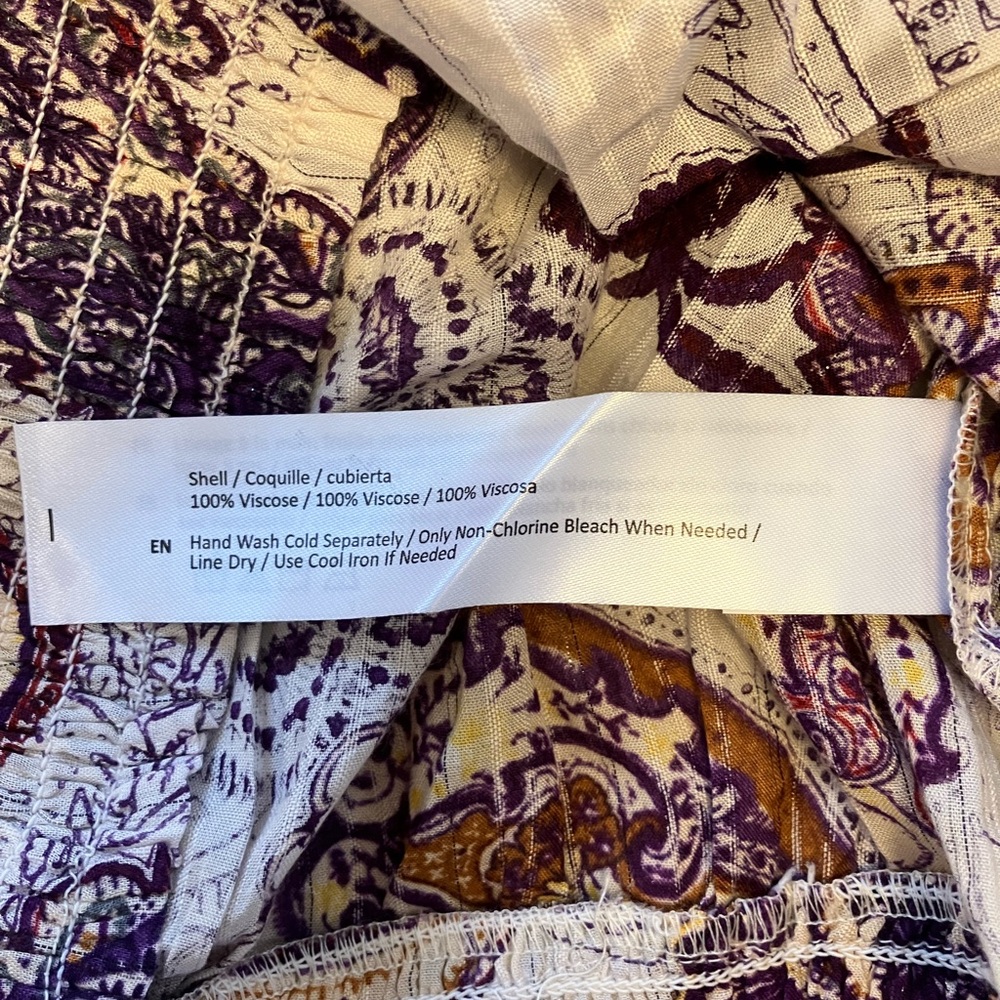 Shell / Coquille / cubierta
100% Viscose / 100% Viscose / 100% Viscosa
EN Hand Wash Cold Separately / Only Non-Chlorine Bleach When Needed /
Line Dry / Use Cool Iron If Needed